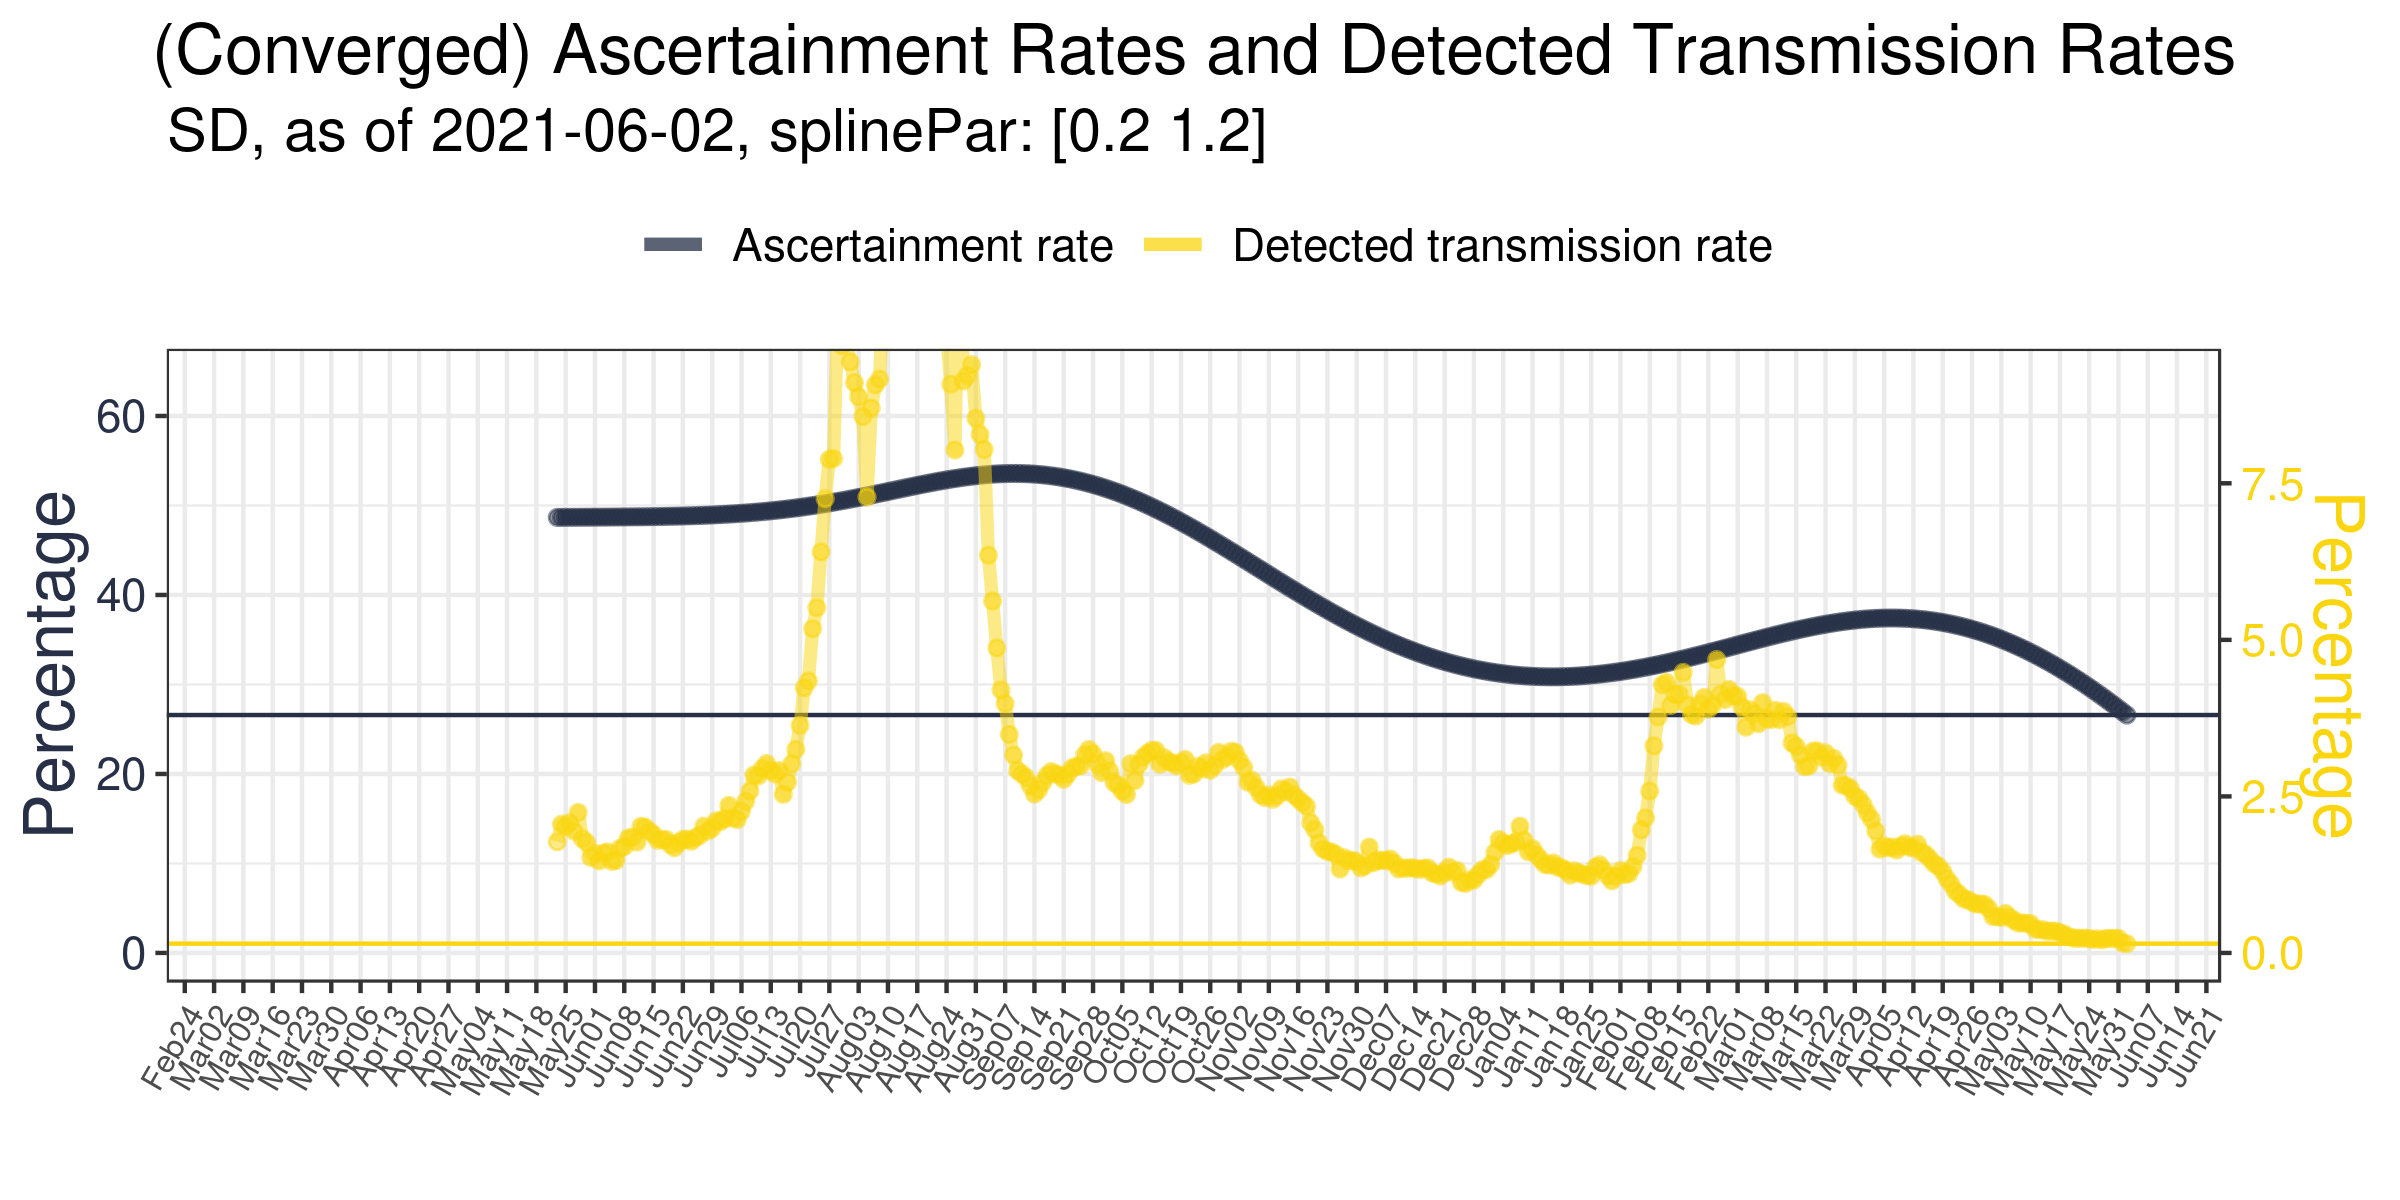 (Converged) Ascertainment Rates and Detected Transmission Rates
SD, as of 2021-06-02, splinePar: [0.2 1.2]
Ascertainment rate
Detected transmission rate
Percentage
60
40
20
0
7.5
5.0
2.5
0.0
Percentage
Feb24
Mar02
Mar09
Mar16
Mar23
Mar30
Apr06
Apr13
Apr20
Apr27
May04
May11
May18
May25
Jun01
Jun08
Jun15
Jun22
Jun29
Jul06
Jul13
Jul20
Jul27
Aug03
Aug10
Aug17
Aug24
Aug31
Sep07
Sep14
Sep21
Sep28
Oct05
Oct12
Oct19
Oct26
Nov02
Nov09
Nov16
Nov23
Nov30
Dec07
Dec14
Dec21
Dec28
Jan04
Jan11
Jan18
Jan25
Feb01
Feb08
Feb15
Feb22
Mar01
Mar08
Mar15
Mar22
Mar29
Apr05
Apr12
Apr19
Apr26
May03
May10
May17
May24
May31
Jun07
Jun14
Jun21